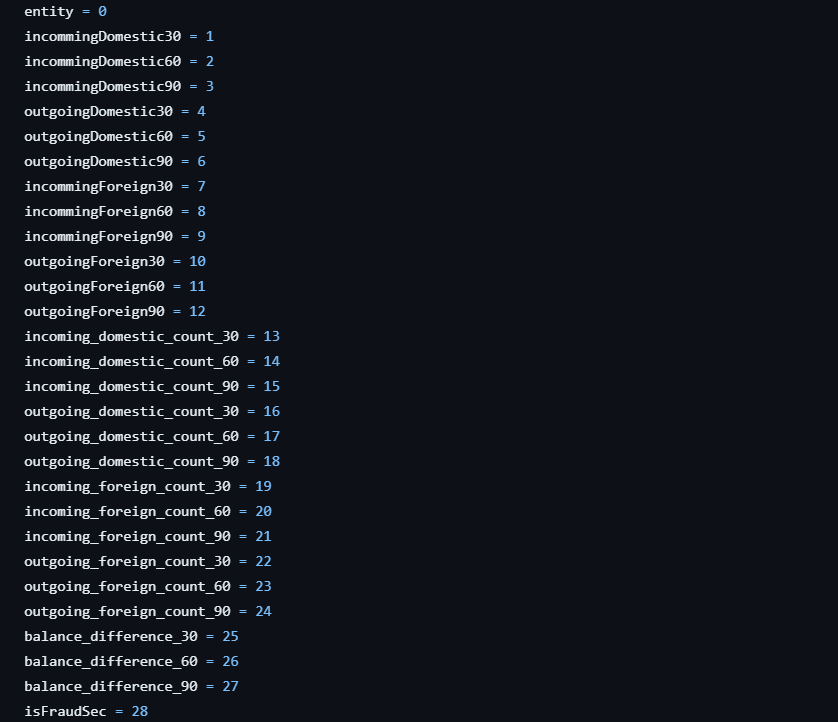 entity = 0
incommingDomestic30 = 1
incommingDomestic60 = 2
incommingDomestic90 = 3
outgoingDomestic30 = 4
outgoingDomestic60 = 5
outgoingDomestic90 = 6
incommingForeign30 = 7
incommingForeign60 = 8
incommingForeign90 = 9
outgoingForeign30 = 10
outgoingForeign60 = 11
outgoingForeign90 = 12
incoming_domestic_count_30 = 13
incoming_domestic_count_60 = 14
incoming_domestic_count_90 = 15
outgoing_domestic_count_30 = 16
outgoing_domestic_count_60 = 17
outgoing_domestic_count_90 = 18
incoming_foreign_count_30 = 19
incoming_foreign_count_60 = 20
incoming_foreign_count_90 = 21
outgoing_foreign_count_30 = 22
outgoing_foreign_count_60 = 23
outgoing_foreign_count_90 = 24
balance_difference_30 = 25
balance_difference_60 = 26
balance_difference_90 = 27
isFraudSec = 28